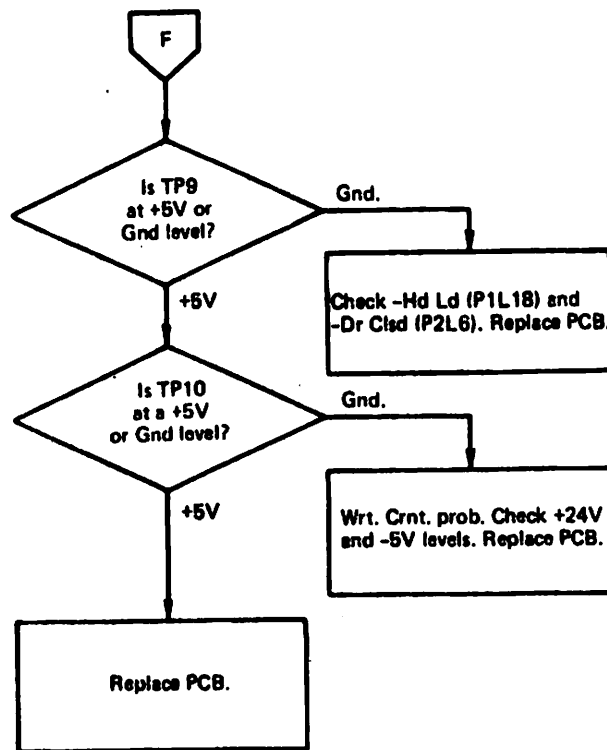 F
Is TP9
at +5V or
Gnd level?
Gnd.
+5V
Check –Hd Ld (P1L18) and
–Dr Clsd (P2L6). Replace PCB.
Is TP10
at a +5V
or Gnd level?
Gnd.
+5V
Wrt. Crnt. prob. Check +24V
and –5V levels. Replace PCB.
Replace PCB.